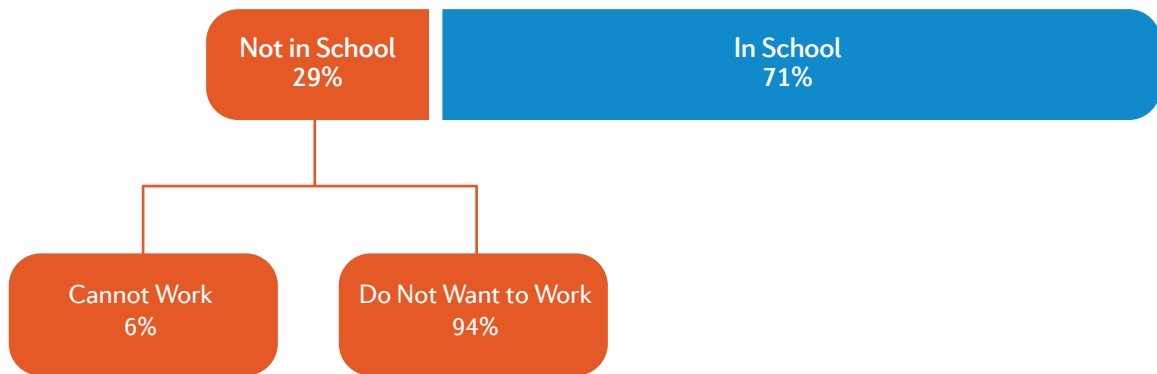 Not in School
29%
In School
71%
Cannot Work
6%
Do Not Want to Work
94%